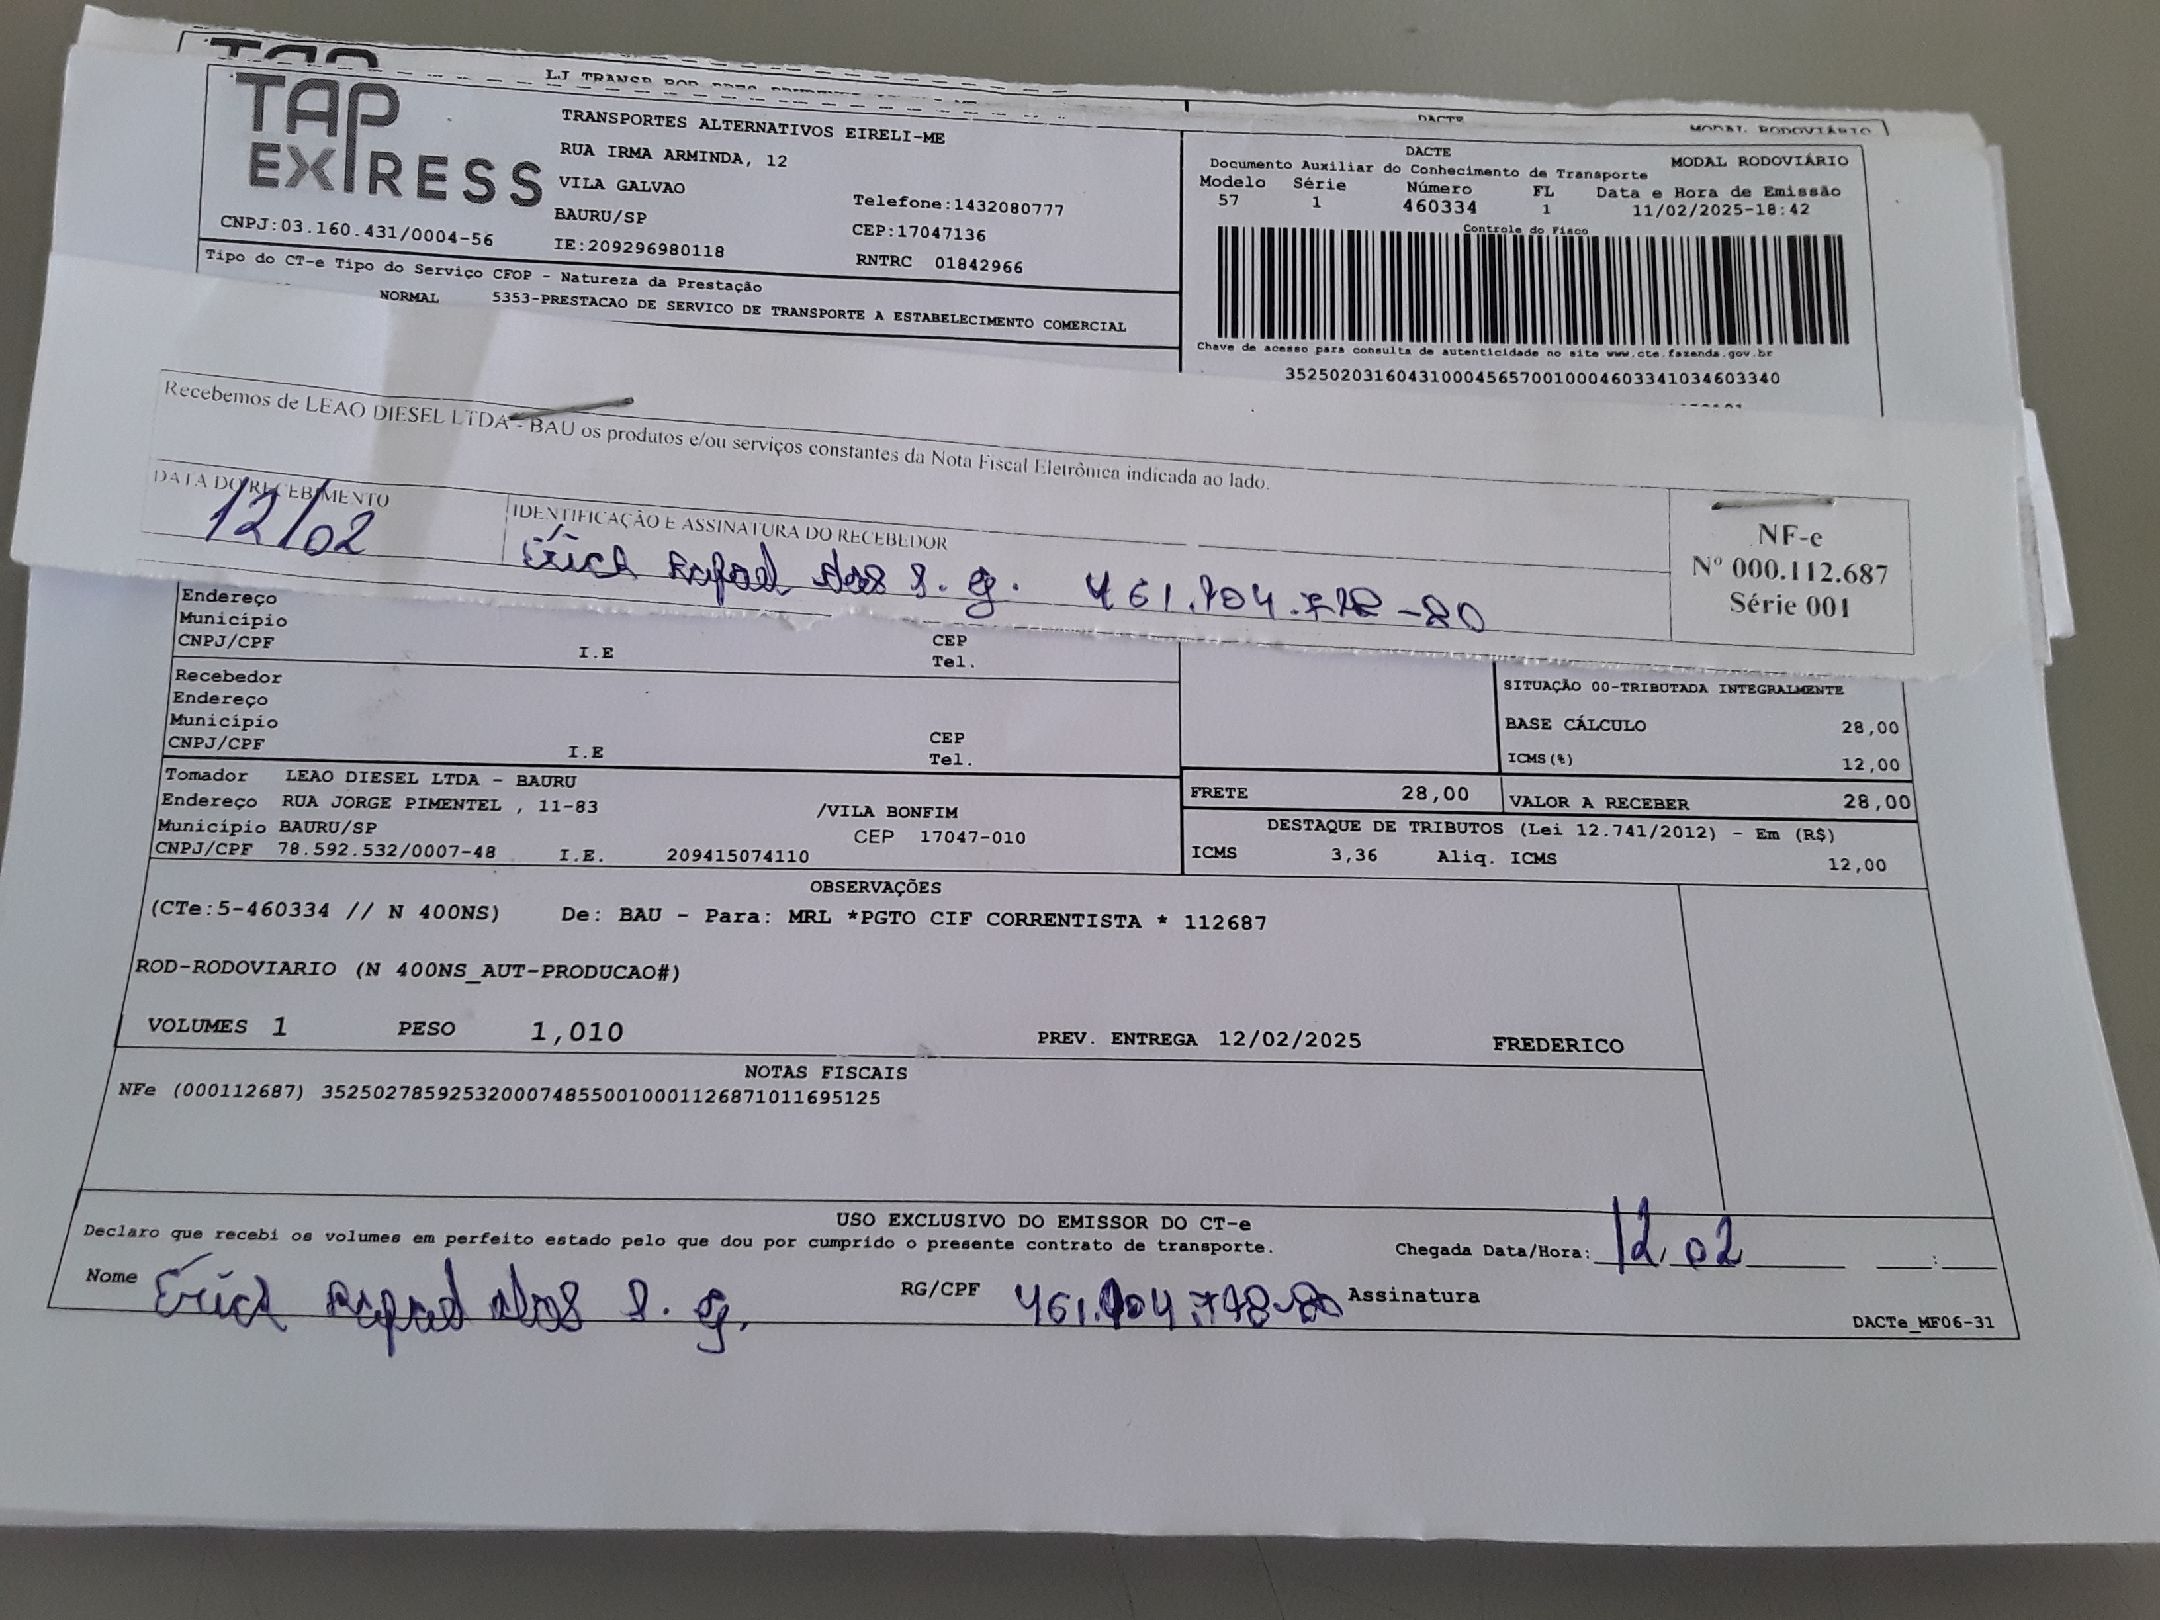 LJ TRANSP ROD
DACTE
MODAL RODOVIÁRIO
TAP EXPRESS
TRANSPORTES ALTERNATIVOS EIRELI-ME
RUA IRMA ARMINDA, 12
VILA GALVAO
BAURU/SP
Telefone:1432080777
CEP:17047136
CNPJ:03.160.431/0004-56
IE:209296980118
RNTRC 01842966
DACTE
MODAL RODOVIÁRIO
Documento Auxiliar do Conhecimento de Transporte
Modelo Série Número FL Data e Hora de Emissão
57 1 460334 1 11/02/2025-18:42
Controle do Fisco
Chave de acesso para consulta de autenticidade no site www.cte.fazenda.gov.br
35250203160431000456570010004603341034603340
Tipo do CT-e Tipo do Serviço CFOP - Natureza da Prestação
NORMAL 5353-PRESTACAO DE SERVICO DE TRANSPORTE A ESTABELECIMENTO COMERCIAL
Recebemos de LEAO DIESEL LTDA - BAU os produtos e/ou serviços constantes da Nota Fiscal Eletrônica indicada ao lado.
DATA DO RECEBIMENTO
12/02
IDENTIFICAÇÃO E ASSINATURA DO RECEBEDOR
Érick Rafael dos S. G.
NF-e
Nº 000.112.687
Série 001
Endereço
Município CEP
CNPJ/CPF I.E Tel.
Recebedor
Endereço
Município CEP
CNPJ/CPF I.E Tel.
SITUAÇÃO 00-TRIBUTADA INTEGRALMENTE
BASE CÁLCULO 28,00
ICMS(%) 12,00
Tomador LEAO DIESEL LTDA - BAURU
Endereço RUA JORGE PIMENTEL , 11-83 /VILA BONFIM
Município BAURU/SP CEP 17047-010
CNPJ/CPF 78.592.532/0007-48 I.E. 209415074110
FRETE 28,00 VALOR A RECEBER 28,00
DESTAQUE DE TRIBUTOS (Lei 12.741/2012) - Em (R$)
ICMS 3,36 Aliq. ICMS 12,00
OBSERVAÇÕES
(CTe:5-460334 // N 400NS) De: BAU - Para: MRL *PGTO CIF CORRENTISTA * 112687
ROD-RODOVIARIO (N 400NS_AUT-PRODUCAO#)
VOLUMES 1 PESO 1,010 PREV. ENTREGA 12/02/2025 FREDERICO
NOTAS FISCAIS
NFe (000112687) 35250278592532000748550010001126871011695125
USO EXCLUSIVO DO EMISSOR DO CT-e
Declaro que recebi os volumes em perfeito estado pelo que dou por cumprido o presente contrato de transporte. Chegada Data/Hora: 12/02 :
Nome Érick Rafael dos S. G. RG/CPF Assinatura
DACTe_MF06-31